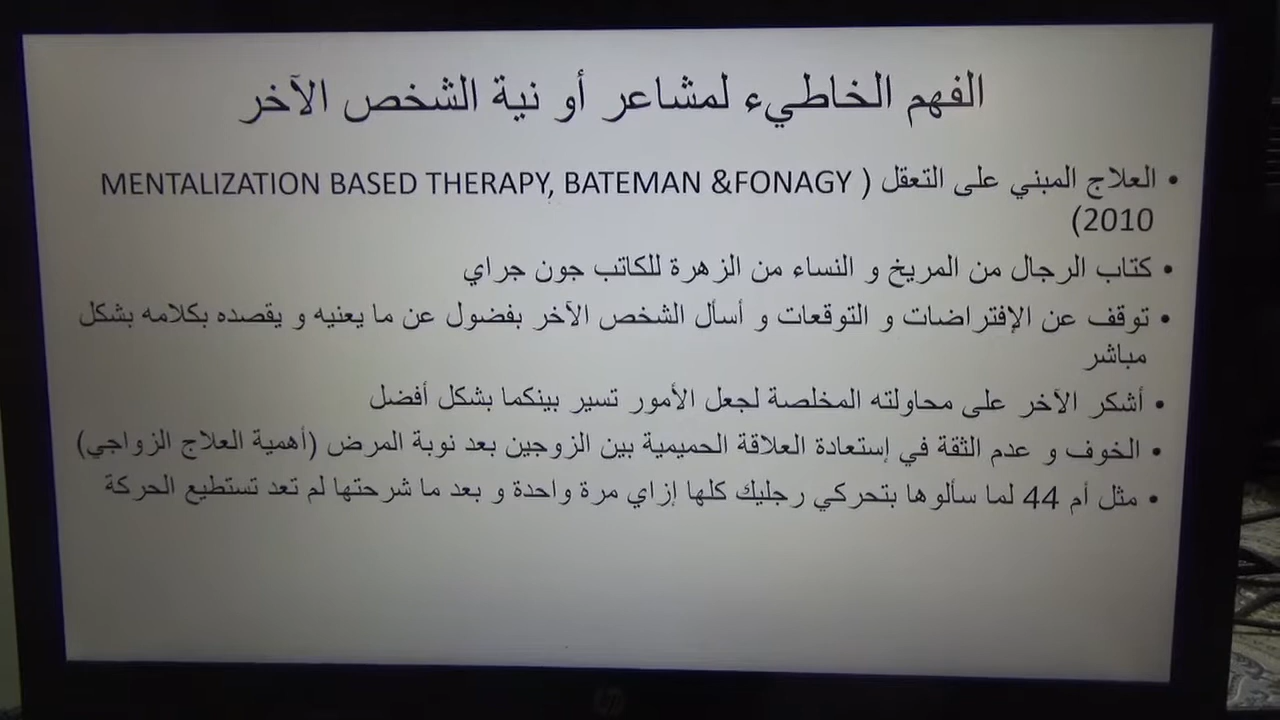 الفهم الخاطيء لمشاعر أو نية الشخص الآخر
• العلاج المبني على التعقل ( MENTALIZATION BASED THERAPY, BATEMAN &FONAGY
2010)
• كتاب الرجال من المريخ و النساء من الزهرة للكاتب جون جراي
• توقف عن الإفتراضات و التوقعات و أسأل الشخص الآخر بفضول عن ما يعنيه و يقصده بكلامه بشكل
مباشر
• أشكر الآخر على محاولته المخلصة لجعل الأمور تسير بينكما بشكل أفضل
• الخوف و عدم الثقة في إستعادة العلاقة الحميمية بين الزوجين بعد نوبة المرض (أهمية العلاج الزواجي)
• مثل أم 44 لما سألوها بتحركي رجليك كلها إزاي مرة واحدة و بعد ما شرحتها لم تعد تستطيع الحركة
hp